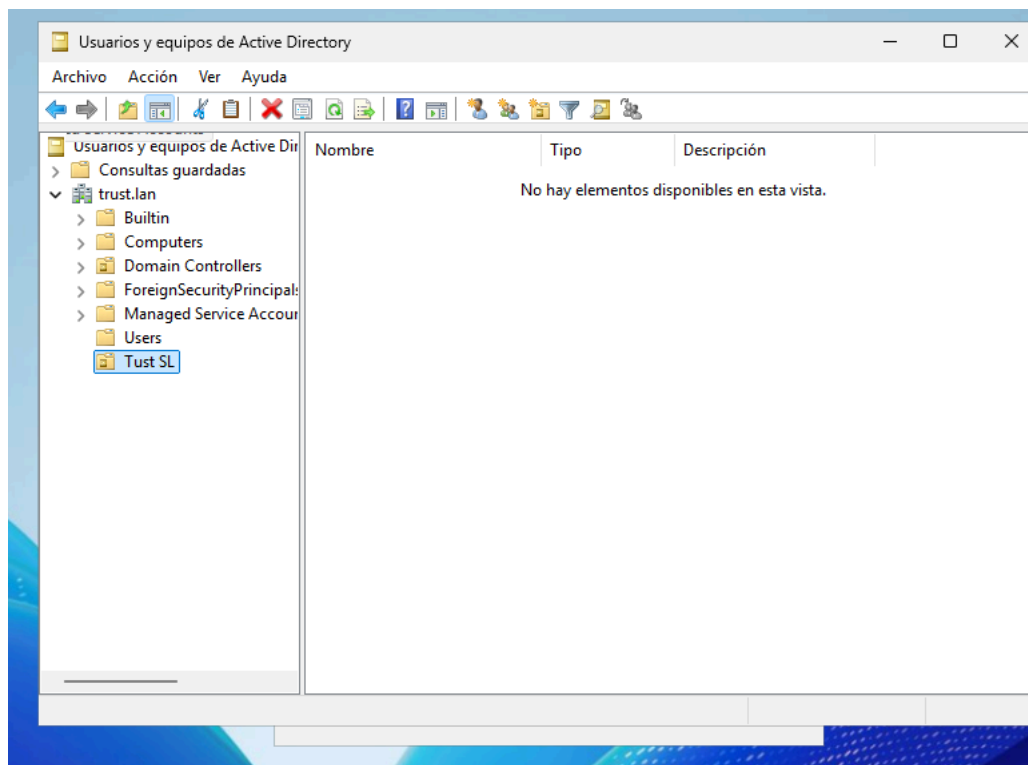 Usuarios y equipos de Active Directory
Archivo Acción Ver Ayuda
Usuarios y equipos de Active Dir
Consultas guardadas
trust.lan
Builtin
Computers
Domain Controllers
ForeignSecurityPrincipal
Managed Service Accour
Users
Tust SL
Nombre Tipo Descripción
No hay elementos disponibles en esta vista.